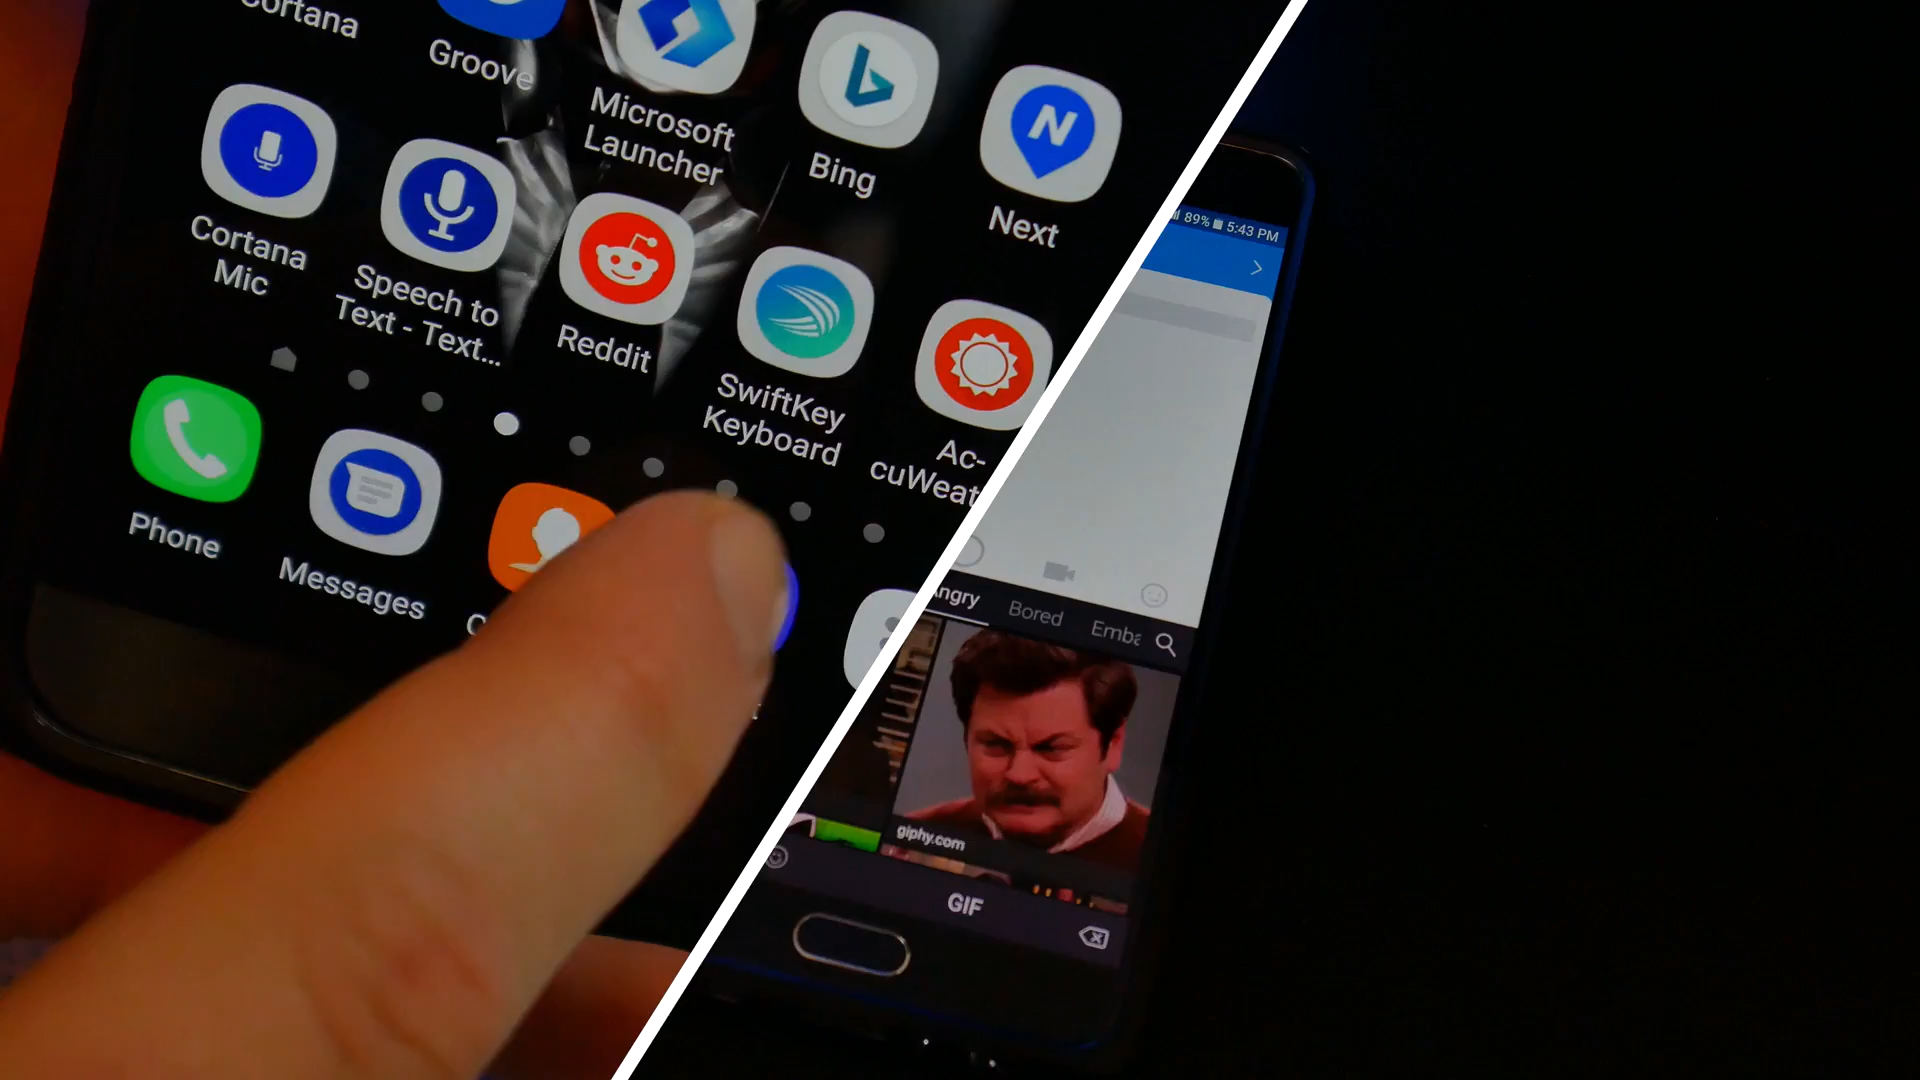 Cortana
Groove
Microsoft
Launcher
Bing
Next
Cortana
Mic
Speech to
Text - Text...
Reddit
SwiftKey
Keyboard
Ac-
cuWeat
Phone
Messages
C
89% 5:43 PM
ngry
Bored
Emba
giphy.com
GIF